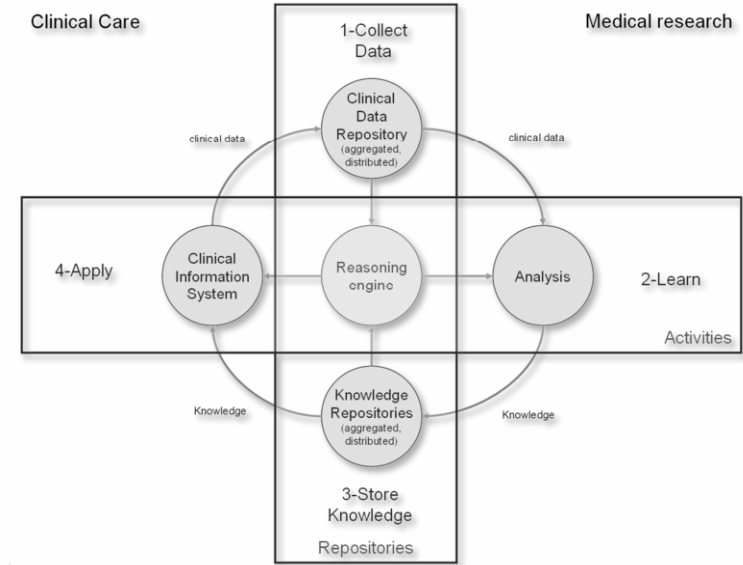 Clinical Care
1-Collect
Data
Medical research
Clinical
Data
Repository
(aggregated,
distributed)
clinical data
clinical data
4-Apply
Clinical
Information
System
Reasoning
engine
Analysis
2-Learn
Activities
Knowledge
Repositories
(aggregated,
distributed)
Knowledge
Knowledge
3-Store
Knowledge
Repositories